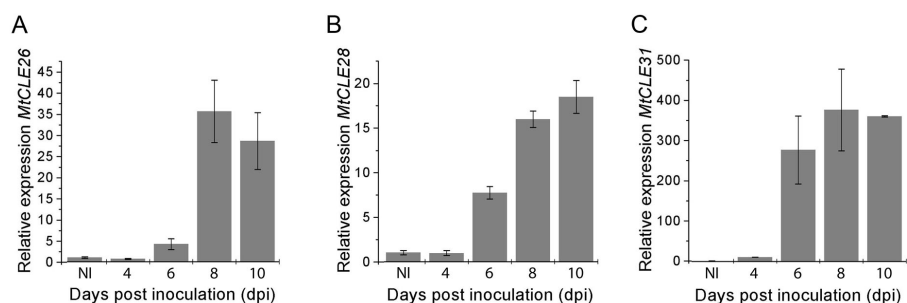 A
Relative expression MtCLE26
45
40
35
30
25
20
15
10
5
0
NI 4 6 8 10
Days post inoculation (dpi)
B
Relative expression MtCLE28
20
15
10
5
0
NI 4 6 8 10
Days post inoculation (dpi)
C
Relative expression MtCLE31
500
400
300
200
100
0
NI 4 6 8 10
Days post inoculation (dpi)